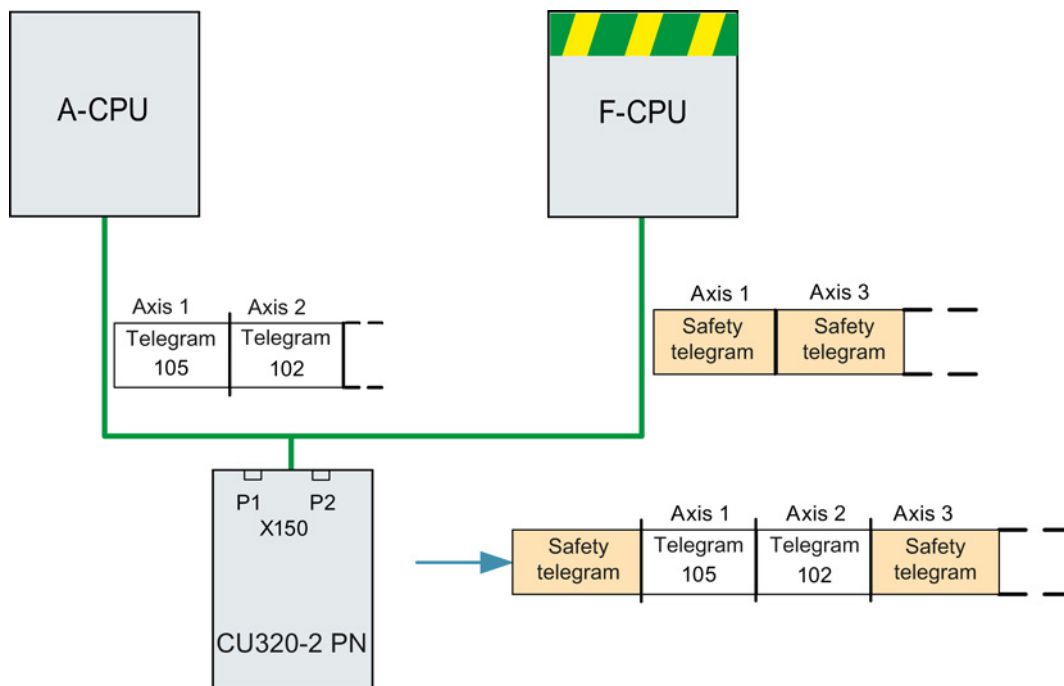 A-CPU
F-CPU
Axis 1 Axis 2
Telegram Telegram
105 102
Axis 1 Axis 3
Safety Safety
telegram telegram
P1 P2
X150
CU320-2 PN
Axis 1 Axis 2 Axis 3
Safety Telegram Telegram Safety
telegram 105 102 telegram